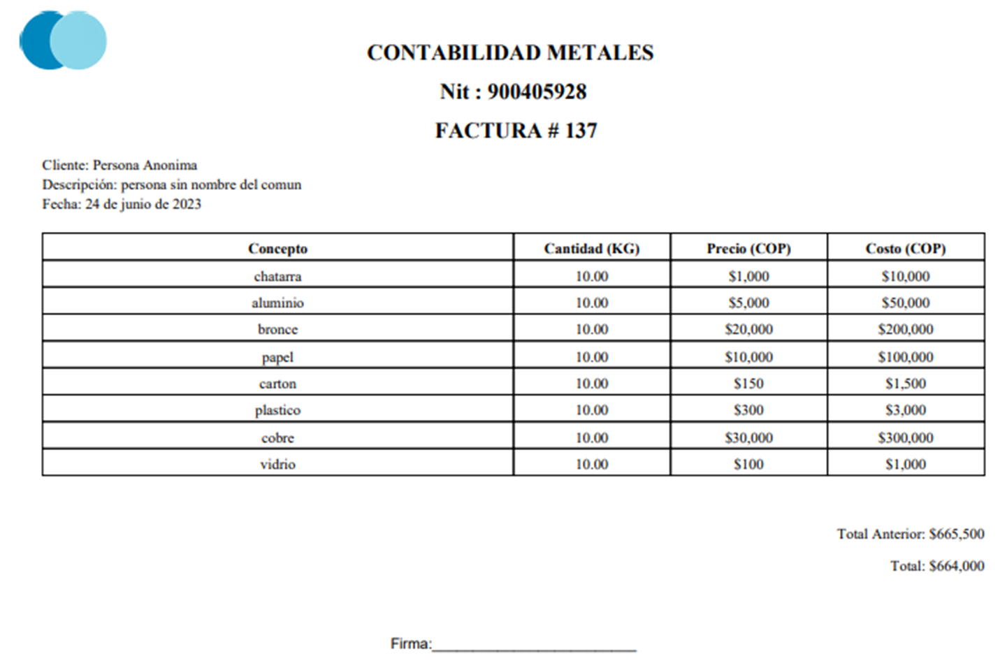 CONTABILIDAD METALES
Nit : 900405928
FACTURA # 137
Cliente: Persona Anonima
Descripción: persona sin nombre del comun
Fecha: 24 de junio de 2023
Concepto Cantidad (KG) Precio (COP) Costo (COP)
chatarra 10.00 $1,000 $10,000
aluminio 10.00 $5,000 $50,000
bronce 10.00 $20,000 $200,000
papel 10.00 $10,000 $100,000
carton 10.00 $150 $1,500
plastico 10.00 $300 $3,000
cobre 10.00 $30,000 $300,000
vidrio 10.00 $100 $1,000
Total Anterior: $665,500
Total: $664,000
Firma:________________________